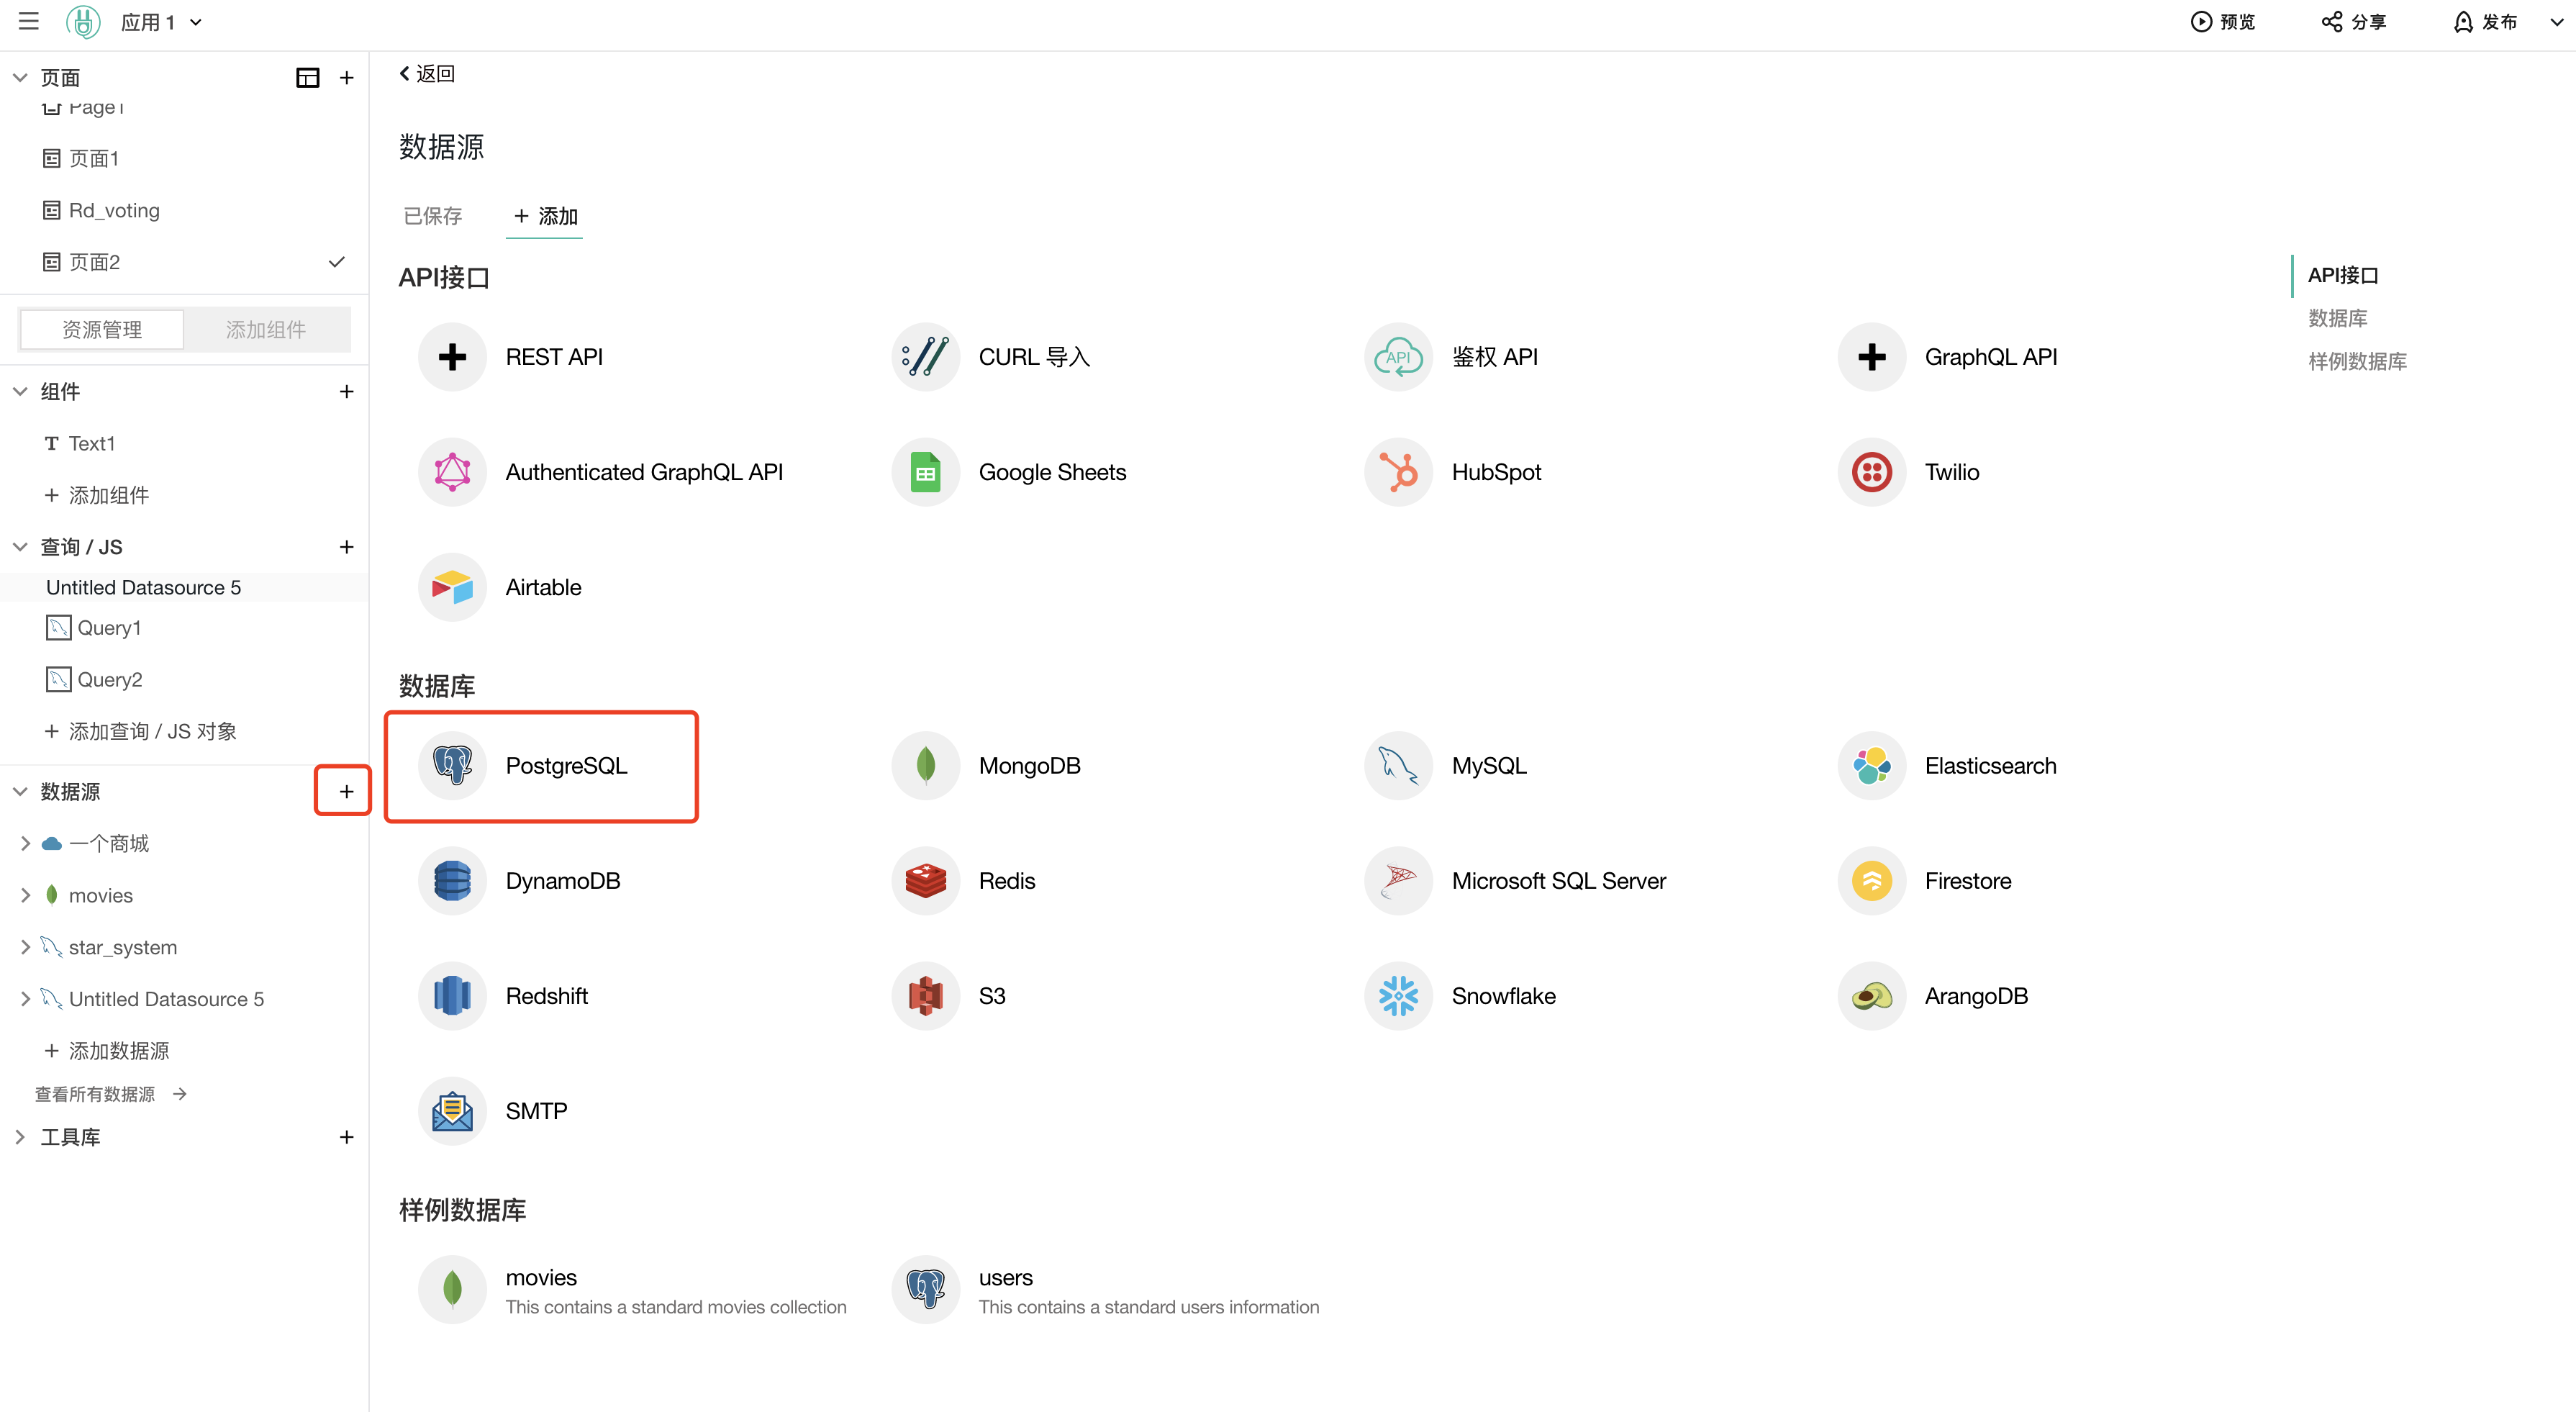 应用 1
预览
分享
发布
页面
Page1
页面1
Rd_voting
页面2
资源管理
添加组件
组件
Text1
添加组件
查询 / JS
Untitled Datasource 5
Query1
Query2
添加查询 / JS 对象
数据源
一个商城
movies
star_system
Untitled Datasource 5
添加数据源
查看所有数据源
工具库
返回
数据源
已保存
添加
API接口
REST API
CURL 导入
API
鉴权 API
GraphQL API
Authenticated GraphQL API
Google Sheets
HubSpot
Twilio
Airtable
数据库
PostgreSQL
MongoDB
MySQL
Elasticsearch
DynamoDB
Redis
Microsoft SQL Server
Firestore
Redshift
S3
Snowflake
ArangoDB
SMTP
样例数据库
movies
This contains a standard movies collection
users
This contains a standard users information
API接口
数据库
样例数据库